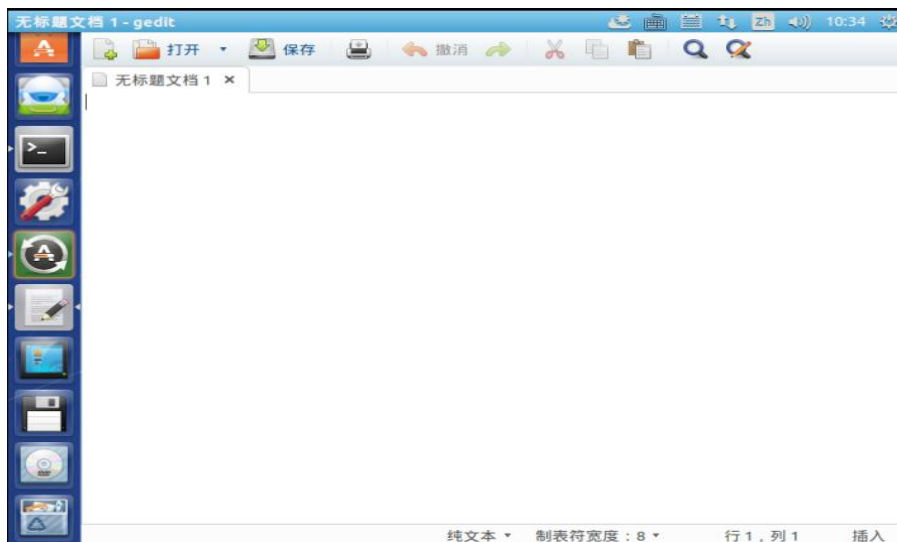 无标题文档 1 - gedit
Zh
10:34
打开
保存
撤消
无标题文档 1 ×
>_
纯文本
制表符宽度：8
行 1，列 1
插入